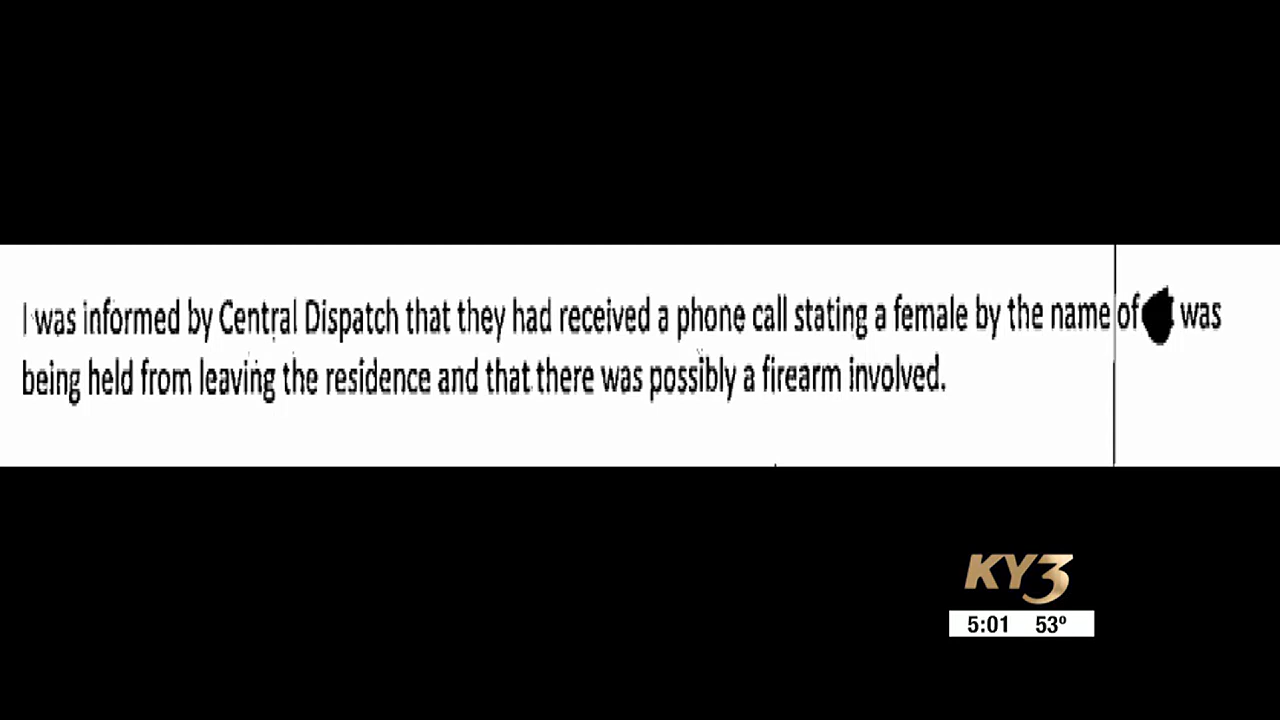 I was informed by Central Dispatch that they had received a phone call stating a female by the name of was
being held from leaving the residence and that there was possibly a firearm involved.
KY3
5:01 53º